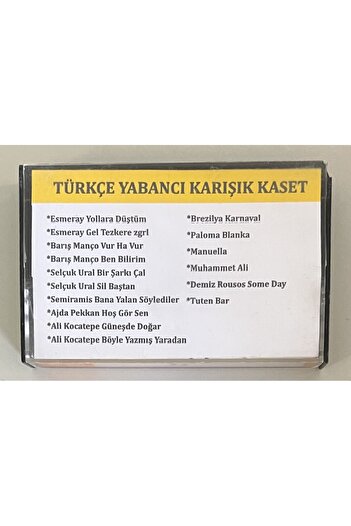 TÜRKÇE YABANCI KARIŞIK KASET
*Esmeray Yollara Düştüm
*Esmeray Gel Tezkere zgrl
*Barış Manço Vur Ha Vur
*Barış Manço Ben Bilirim
*Selçuk Ural Bir Şarkı Çal
*Selçuk Ural Sil Baştan
*Semiramis Bana Yalan Söylediler
*Ajda Pekkan Hoş Gör Sen
*Ali Kocatepe Güneşde Doğar
*Ali Kocatepe Böyle Yazmış Yaradan
*Brezilya Karnaval
*Paloma Blanka
*Manuella
*Muhammet Ali
*Demiz Rousos Some Day
*Tuten Bar